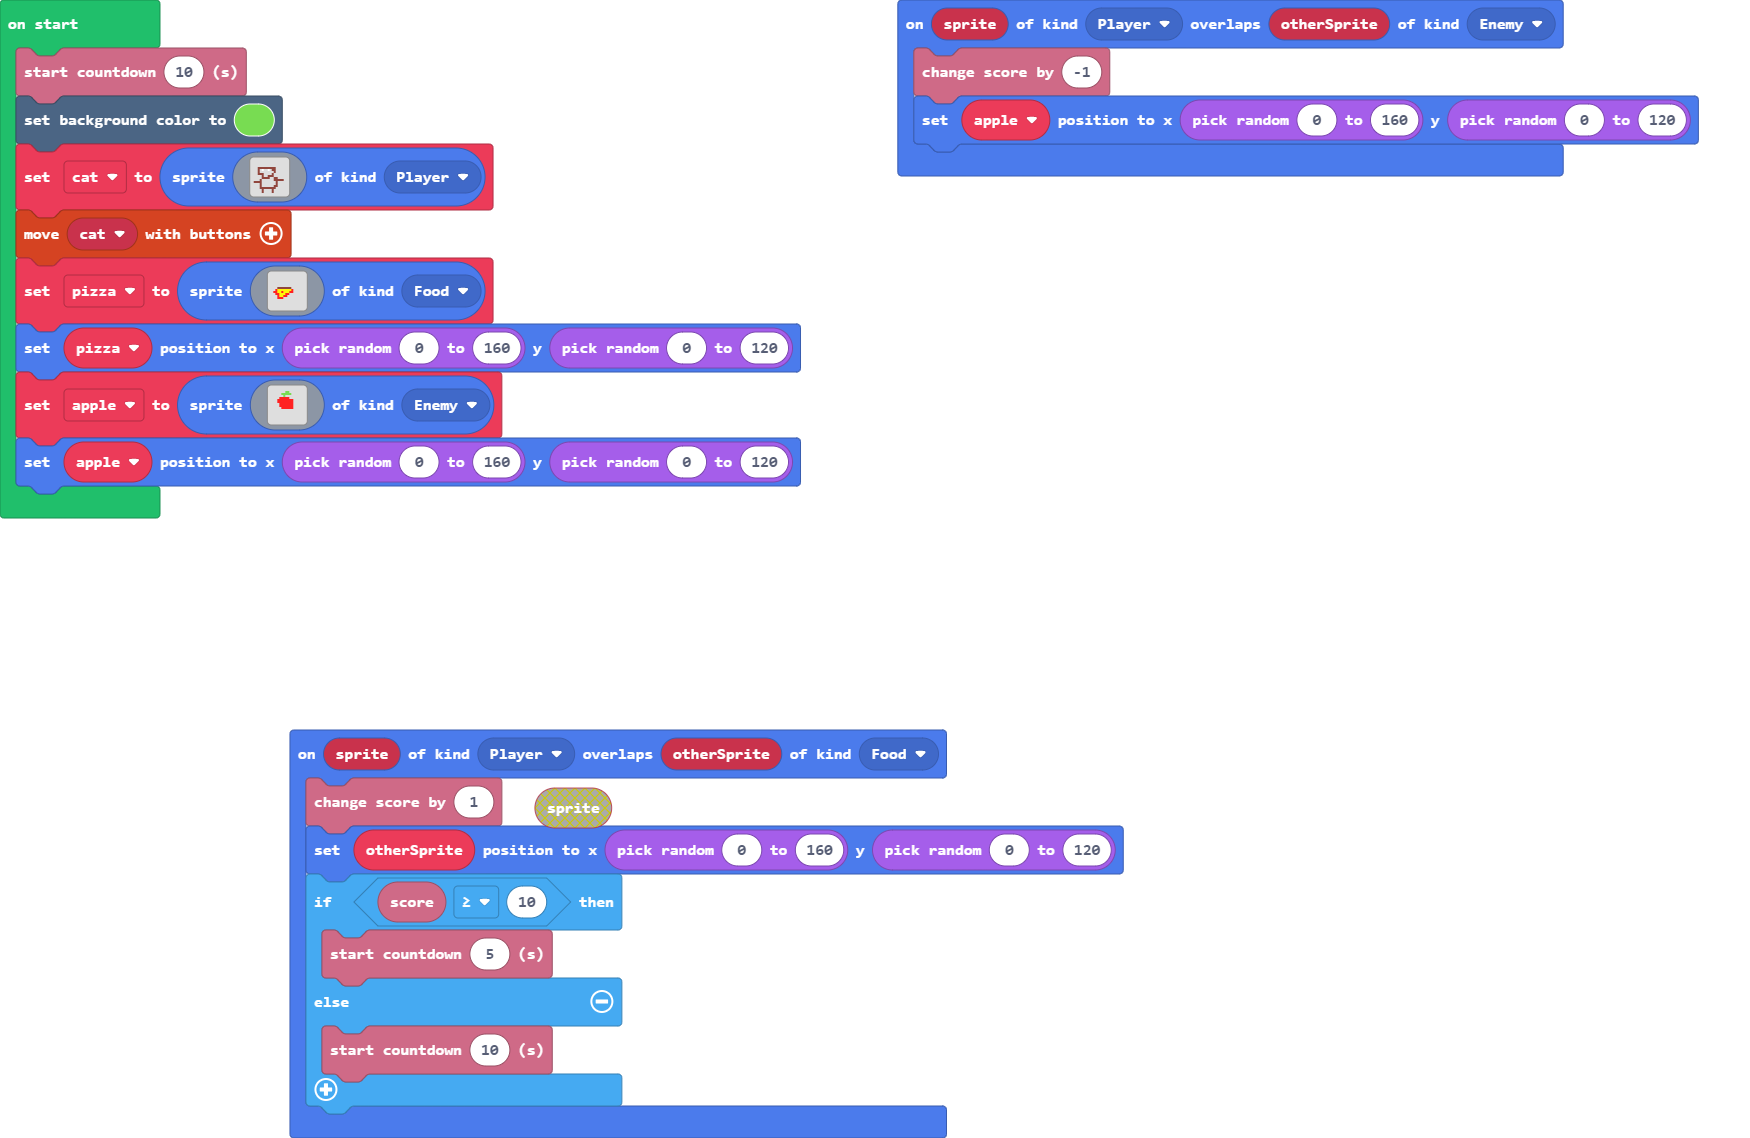 on start
start countdown 10 (s)
set background color to
set cat to sprite of kind Player
move cat with buttons
set pizza to sprite of kind Food
set pizza position to x pick random 0 to 160 y pick random 0 to 120
set apple to sprite of kind Enemy
set apple position to x pick random 0 to 160 y pick random 0 to 120
on sprite of kind Player overlaps otherSprite of kind Enemy
change score by -1
set apple position to x pick random 0 to 160 y pick random 0 to 120
on sprite of kind Player overlaps otherSprite of kind Food
change score by 1
sprite
set otherSprite position to x pick random 0 to 160 y pick random 0 to 120
if score ≥ 10 then
start countdown 5 (s)
else
start countdown 10 (s)